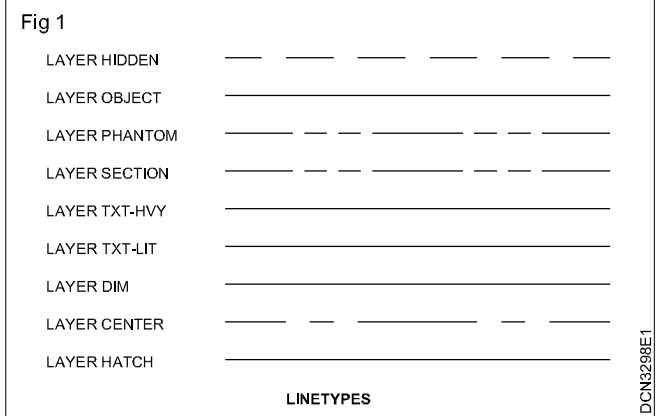 Fig 1
LAYER HIDDEN
LAYER OBJECT
LAYER PHANTOM
LAYER SECTION
LAYER TXT-HVY
LAYER TXT-LIT
LAYER DIM
LAYER CENTER
LAYER HATCH
LINETYPES
DCN3298E1